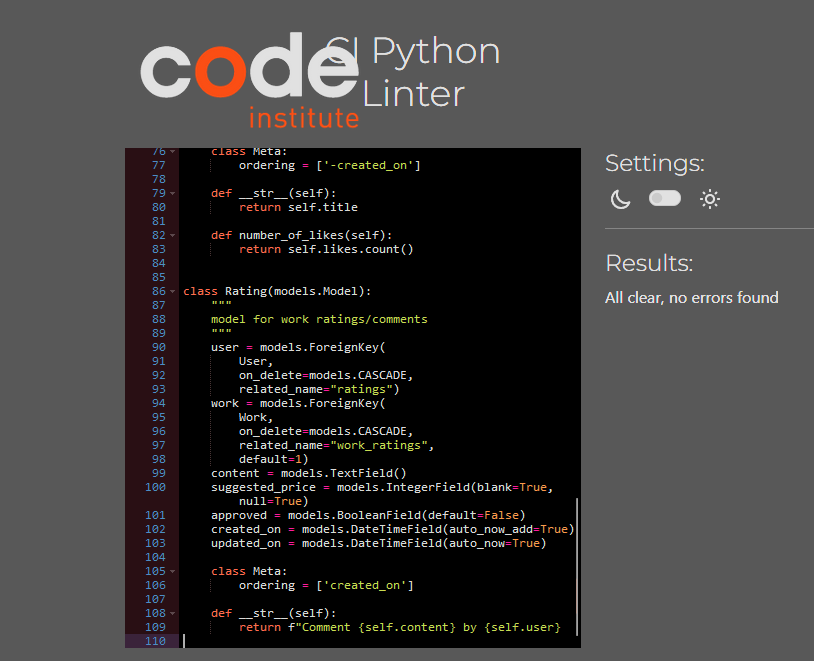 code
institute
CI Python
Linter
76 class Meta:
77 ordering = ['-created_on']
78
79 def __str__(self):
80 return self.title
81
82 def number_of_likes(self):
83 return self.likes.count()
84
85
86 class Rating(models.Model):
87 """
88 model for work ratings/comments
89 """
90 user = models.ForeignKey(
91 User,
92 on_delete=models.CASCADE,
93 related_name="ratings")
94 work = models.ForeignKey(
95 Work,
96 on_delete=models.CASCADE,
97 related_name="work_ratings",
98 default=1)
99 content = models.TextField()
100 suggested_price = models.IntegerField(blank=True,
null=True)
101 approved = models.BooleanField(default=False)
102 created_on = models.DateTimeField(auto_now_add=True)
103 updated_on = models.DateTimeField(auto_now=True)
104
105 class Meta:
106 ordering = ['created_on']
107
108 def __str__(self):
109 return f"Comment {self.content} by {self.user}
110
Settings:
Results:
All clear, no errors found